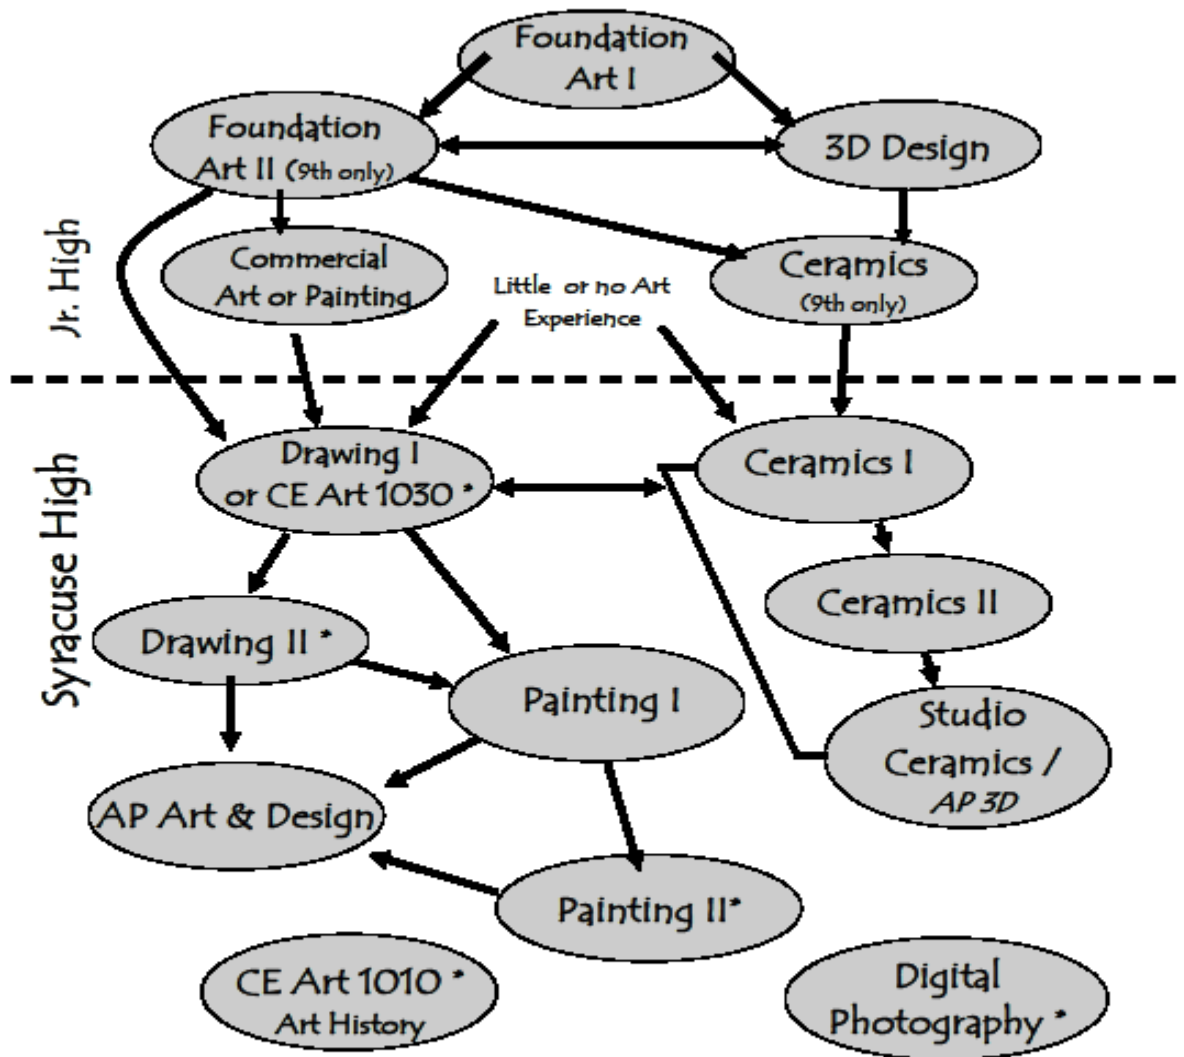 Foundation
Art I
Foundation
Art II (9th only)
3D Design
Jr. High
Commercial
Art or Painting
Little or no Art
Experience
Ceramics
(9th only)
Syracuse High
Drawing I
or CE Art 1030 *
Ceramics I
Ceramics II
Drawing II *
Painting I
Studio
Ceramics /
AP 3D
AP Art & Design
Painting II*
CE Art 1010 *
Art History
Digital
Photography *